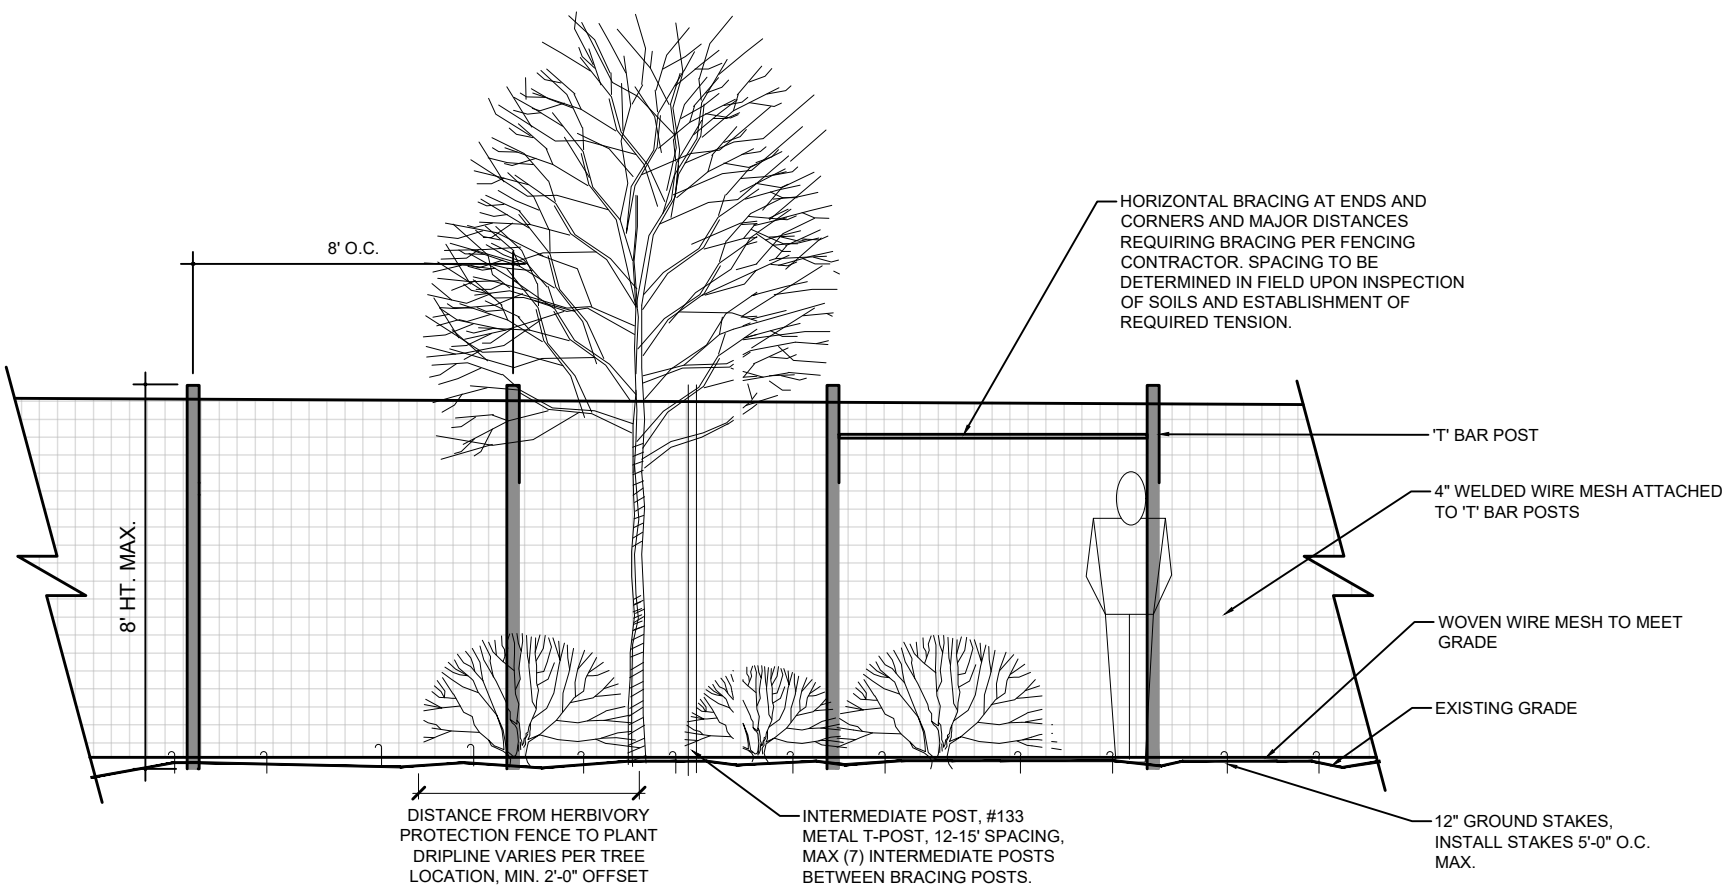 HORIZONTAL BRACING AT ENDS AND
CORNERS AND MAJOR DISTANCES
REQUIRING BRACING PER FENCING
CONTRACTOR. SPACING TO BE
DETERMINED IN FIELD UPON INSPECTION
OF SOILS AND ESTABLISHMENT OF
REQUIRED TENSION.
8' O.C.
'T' BAR POST
4" WELDED WIRE MESH ATTACHED
TO 'T' BAR POSTS
8' HT. MAX.
WOVEN WIRE MESH TO MEET
GRADE
EXISTING GRADE
DISTANCE FROM HERBIVORY
PROTECTION FENCE TO PLANT
DRIPLINE VARIES PER TREE
LOCATION, MIN. 2'-0" OFFSET
INTERMEDIATE POST, #133
METAL T-POST, 12-15' SPACING,
MAX (7) INTERMEDIATE POSTS
BETWEEN BRACING POSTS.
12" GROUND STAKES,
INSTALL STAKES 5'-0" O.C.
MAX.